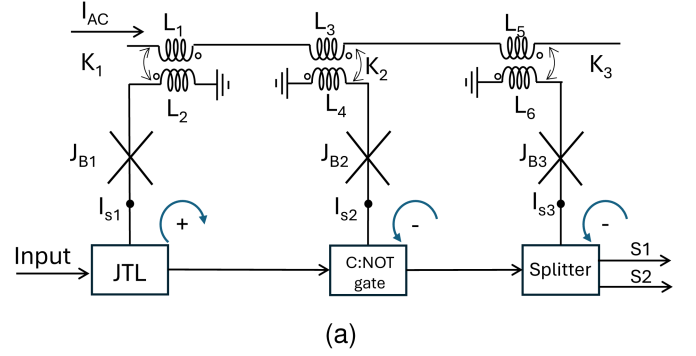 I_AC
L_1
L_3
L_5
K_1
K_2
K_3
L_2
L_4
L_6
J_B1
J_B2
J_B3
I_s1
+
I_s2
-
I_s3
-
Input
JTL
C:NOT
gate
Splitter
S1
S2
(a)